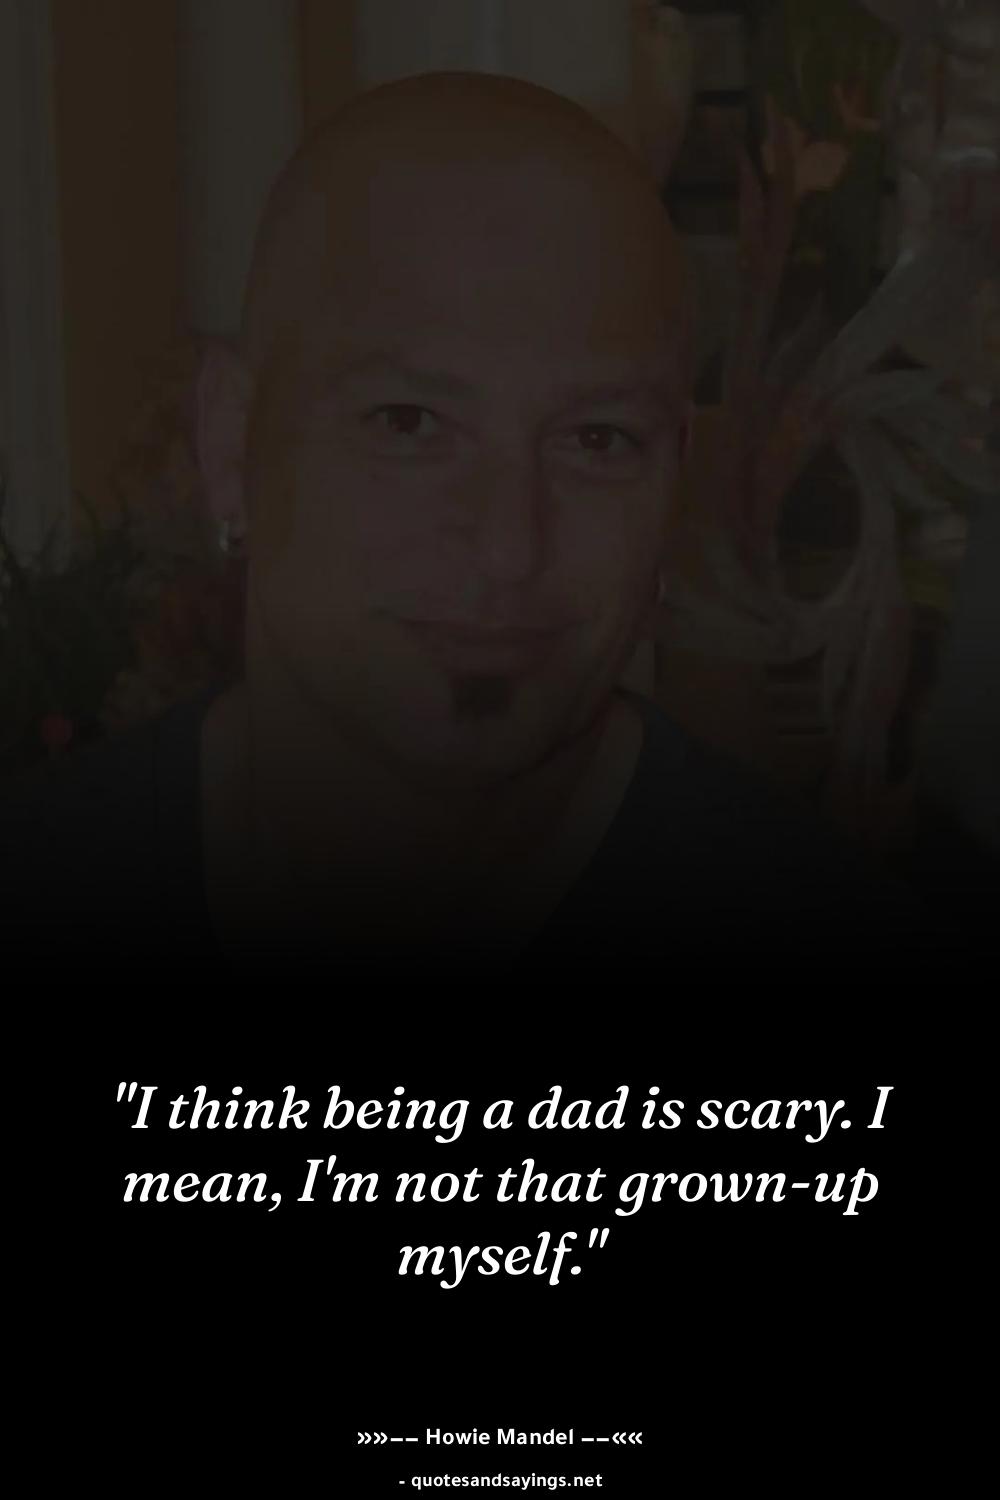 "I think being a dad is scary. I
mean, I'm not that grown-up
myself."
»»−− Howie Mandel −−««
- quotesandsayings.net